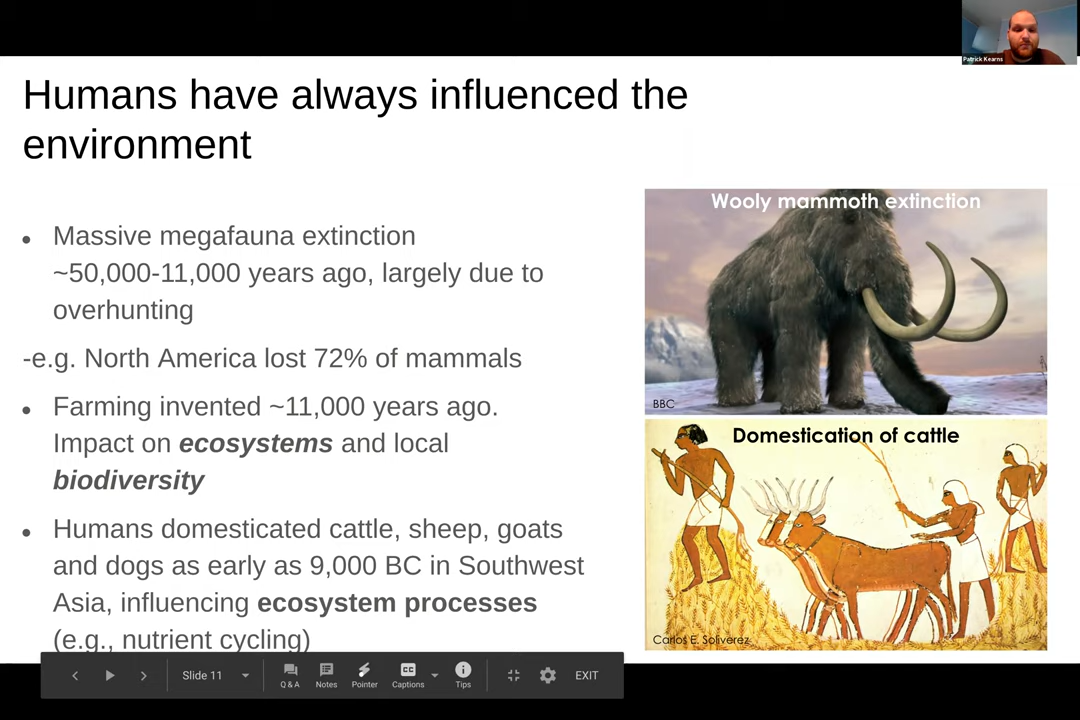 Patrick Kearns
Humans have always influenced the
environment
Massive megafauna extinction
~50,000-11,000 years ago, largely due to
overhunting
-e.g. North America lost 72% of mammals
Farming invented ~11,000 years ago.
Impact on ecosystems and local
biodiversity
Humans domesticated cattle, sheep, goats
and dogs as early as 9,000 BC in Southwest
Asia, influencing ecosystem processes
(e.g., nutrient cycling)
Wooly mammoth extinction
BBC
Domestication of cattle
Carlos E. Soliverez
Slide 11
Q & A
Notes
Pointer
CC
Captions
Tips
EXIT